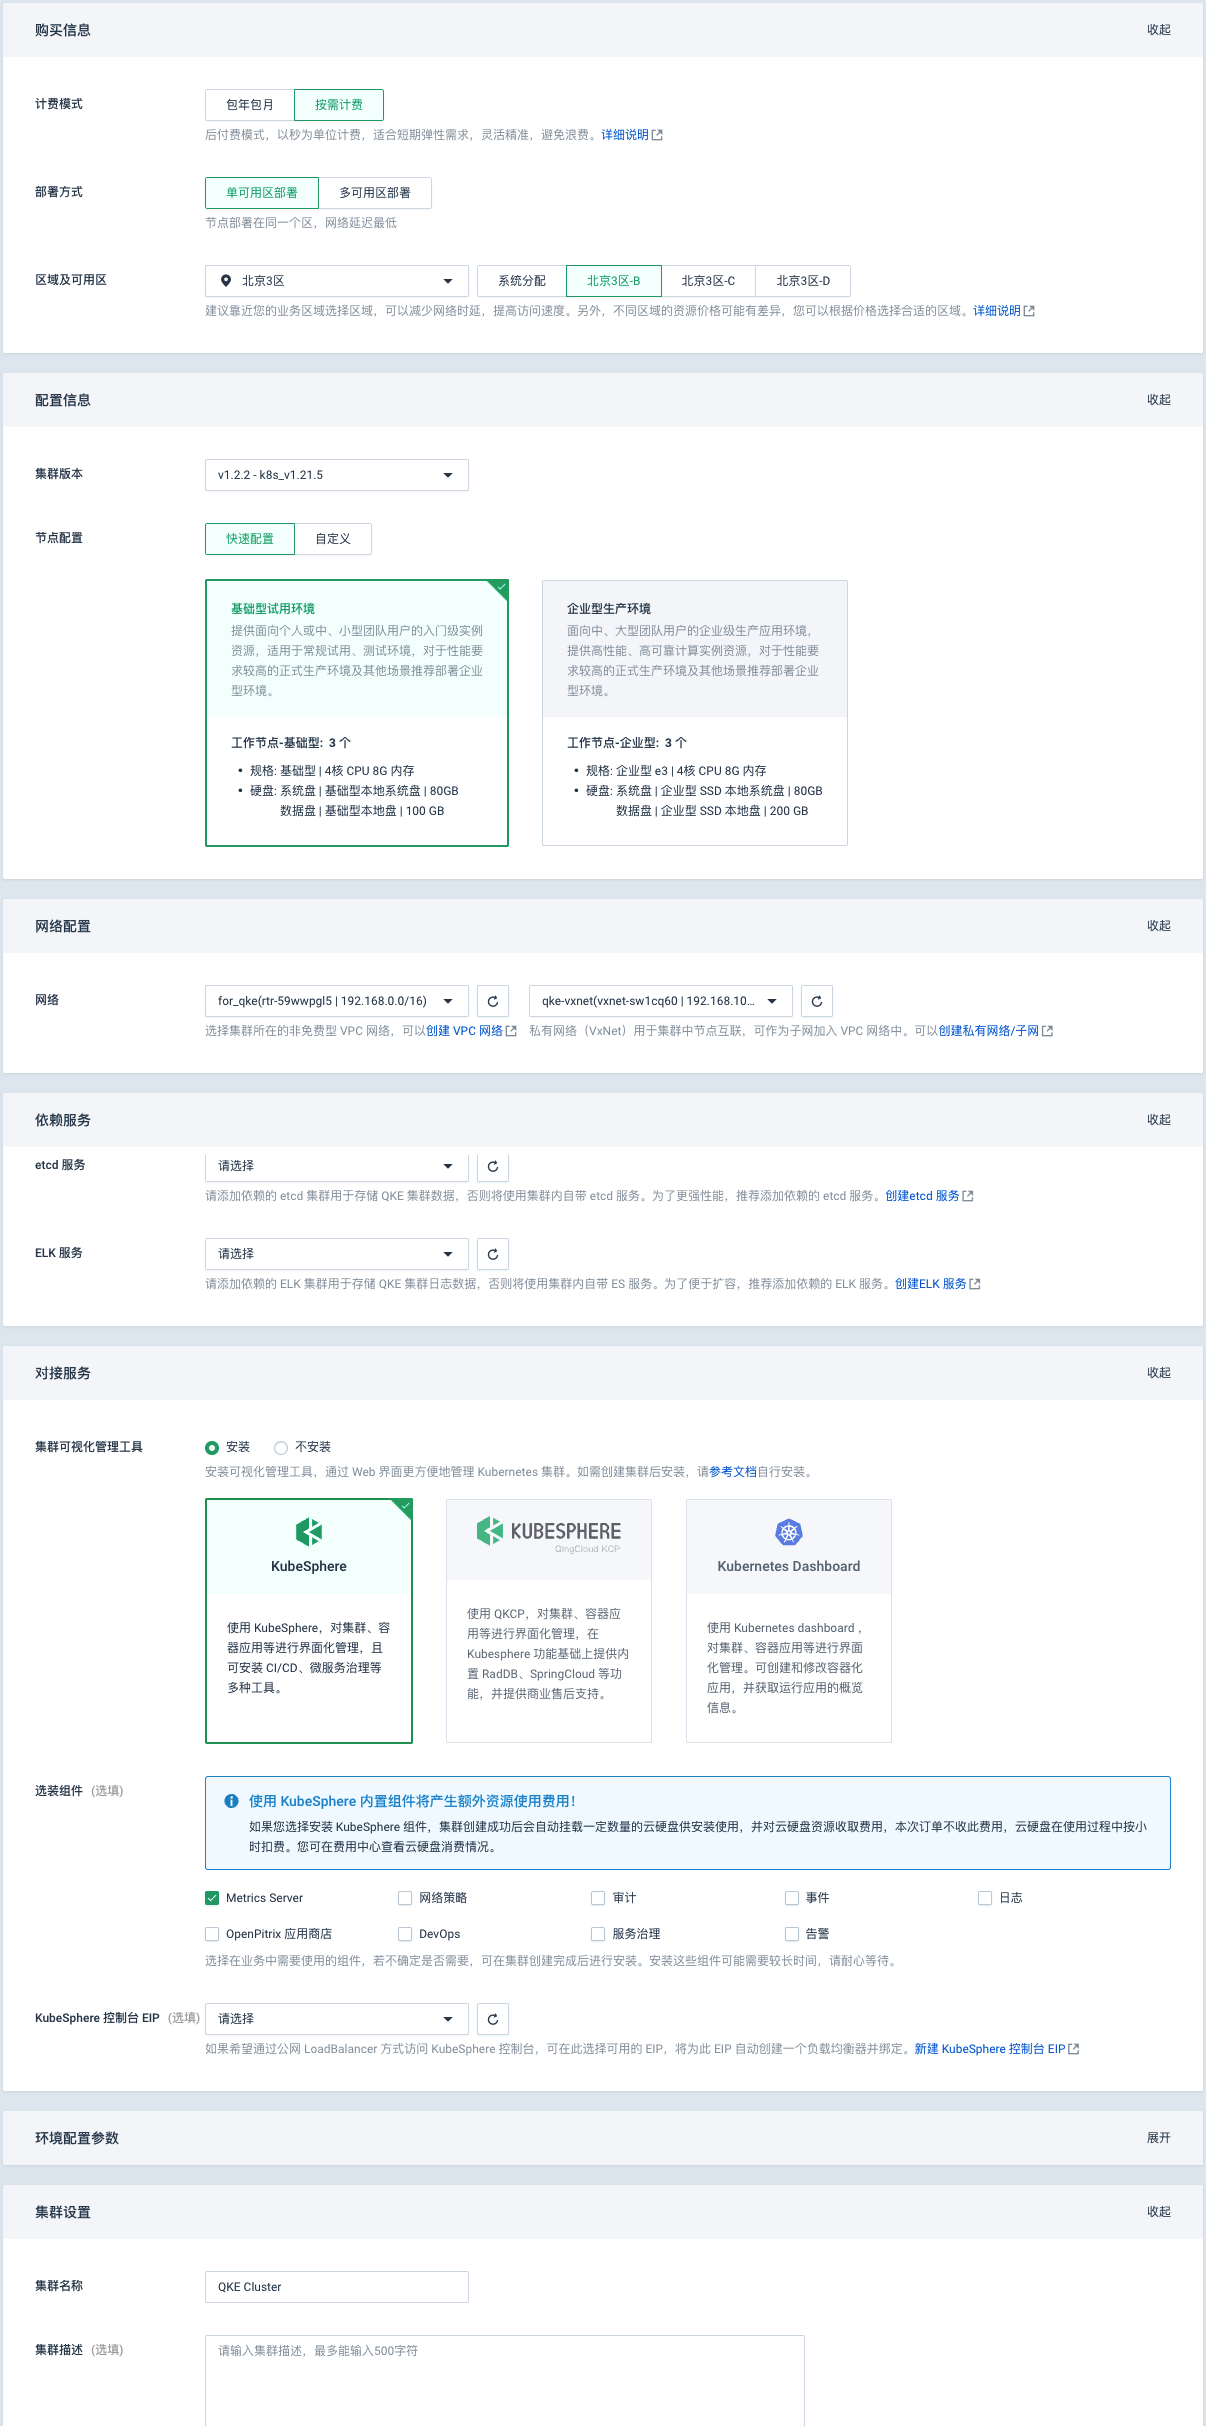 购买信息
收起
计费模式
包年包月
按需计费
后付费模式，以秒为单位计费，适合短期弹性需求，灵活精准，避免浪费。详细说明
部署方式
单可用区部署
多可用区部署
节点部署在同一个区，网络延迟最低
区域及可用区
北京3区
系统分配
北京3区-B
北京3区-C
北京3区-D
建议靠近您的业务区域选择区域，可以减少网络时延，提高访问速度。另外，不同区域的资源价格可能有差异，您可以根据价格选择合适的区域。详细说明
配置信息
收起
集群版本
v1.2.2 - k8s_v1.21.5
节点配置
快速配置
自定义
基础型试用环境
提供面向个人或中、小型团队用户的入门级实例
资源，适用于常规试用、测试环境，对于性能要
求较高的正式生产环境及其他场景推荐部署企业
型环境。
工作节点-基础型: 3 个
• 规格: 基础型 | 4核 CPU 8G 内存
• 硬盘: 系统盘 | 基础型本地系统盘 | 80GB
数据盘 | 基础型本地盘 | 100 GB
企业型生产环境
面向中、大型团队用户的企业级生产应用环境，
提供高性能、高可靠计算实例资源，对于性能要
求较高的正式生产环境及其他场景推荐部署企业
型环境。
工作节点-企业型: 3 个
• 规格: 企业型 e3 | 4核 CPU 8G 内存
• 硬盘: 系统盘 | 企业型 SSD 本地系统盘 | 80GB
数据盘 | 企业型 SSD 本地盘 | 200 GB
网络配置
收起
网络
for_qke(rtr-59wwpgl5 | 192.168.0.0/16)
qke-vxnet(vxnet-sw1cq60 | 192.168.10...
选择集群所在的非免费型 VPC 网络，可以创建 VPC 网络
私有网络（VxNet）用于集群中节点互联，可作为子网加入 VPC 网络中。可以创建私有网络/子网
依赖服务
收起
etcd 服务
请选择
请添加依赖的 etcd 集群用于存储 QKE 集群数据，否则将使用集群内自带 etcd 服务。为了更强性能，推荐添加依赖的 etcd 服务。创建etcd 服务
ELK 服务
请选择
请添加依赖的 ELK 集群用于存储 QKE 集群日志数据，否则将使用集群内自带 ES 服务。为了便于扩容，推荐添加依赖的 ELK 服务。创建ELK 服务
对接服务
收起
集群可视化管理工具
安装
不安装
安装可视化管理工具，通过 Web 界面更方便地管理 Kubernetes 集群。如需创建集群后安装，请参考文档自行安装。
KubeSphere
使用 KubeSphere，对集群、容
器应用等进行界面化管理，且
可安装 CI/CD、微服务治理等
多种工具。
KUBESPHERE
QingCloud KCP
使用 QKCP，对集群、容器应
用等进行界面化管理，在
Kubesphere 功能基础上提供内
置 RadDB、SpringCloud 等功
能，并提供商业售后支持。
Kubernetes Dashboard
使用 Kubernetes dashboard ，
对集群、容器应用等进行界面
化管理。可创建和修改容器化
应用，并获取运行应用的概览
信息。
选装组件 (选填)
使用 KubeSphere 内置组件将产生额外资源使用费用！
如果您选择安装 KubeSphere 组件，集群创建成功后会自动挂载一定数量的云硬盘供安装使用，并对云硬盘资源收取费用，本次订单不收此费用，云硬盘在使用过程中按小
时扣费。您可在费用中心查看云硬盘消费情况。
Metrics Server
网络策略
审计
事件
日志
OpenPitrix 应用商店
DevOps
服务治理
告警
选择在业务中需要使用的组件，若不确定是否需要，可在集群创建完成后进行安装。安装这些组件可能需要较长时间，请耐心等待。
KubeSphere 控制台 EIP (选填)
请选择
如果希望通过公网 LoadBalancer 方式访问 KubeSphere 控制台，可在此选择可用的 EIP，将为此 EIP 自动创建一个负载均衡器并绑定。新建 KubeSphere 控制台 EIP
环境配置参数
展开
集群设置
收起
集群名称
QKE Cluster
集群描述 (选填)
请输入集群描述，最多能输入500字符